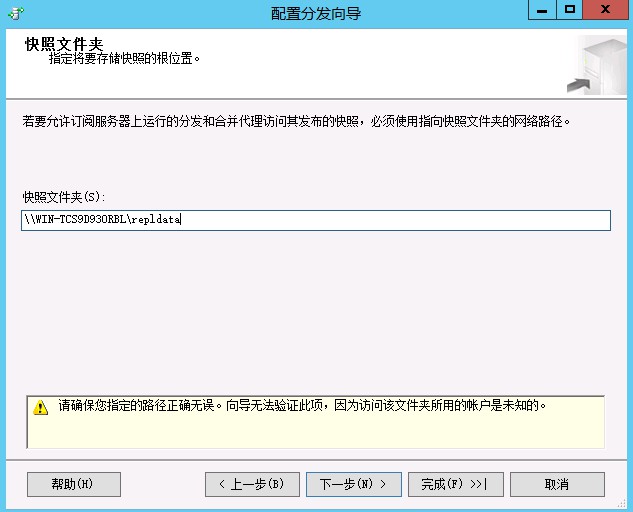 配置分发向导
快照文件夹
指定将要存储快照的根位置。
若要允许订阅服务器上运行的分发和合并代理访问其发布的快照，必须使用指向快照文件夹的网络路径。
快照文件夹(S):
\\WIN-TCS9D93ORBL\repldata
请确保您指定的路径正确无误。向导无法验证此项，因为访问该文件夹所用的帐户是未知的。
帮助(H)
< 上一步(B)
下一步(N) >
完成(F) >>|
取消